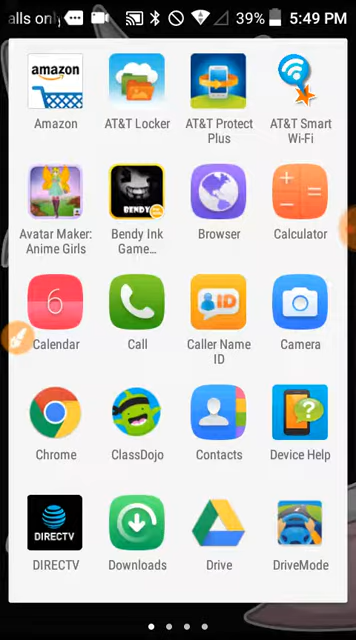 alls onl 39% 5:49 PM
amazon
Amazon AT&T Locker AT&T Protect Plus AT&T Smart Wi-Fi
BENDY
Avatar Maker: Anime Girls Bendy Ink Game... Browser Calculator
6
ID
Calendar Call Caller Name ID Camera
?
Chrome ClassDojo Contacts Device Help
DIRECTV
DIRECTV Downloads Drive DriveMode